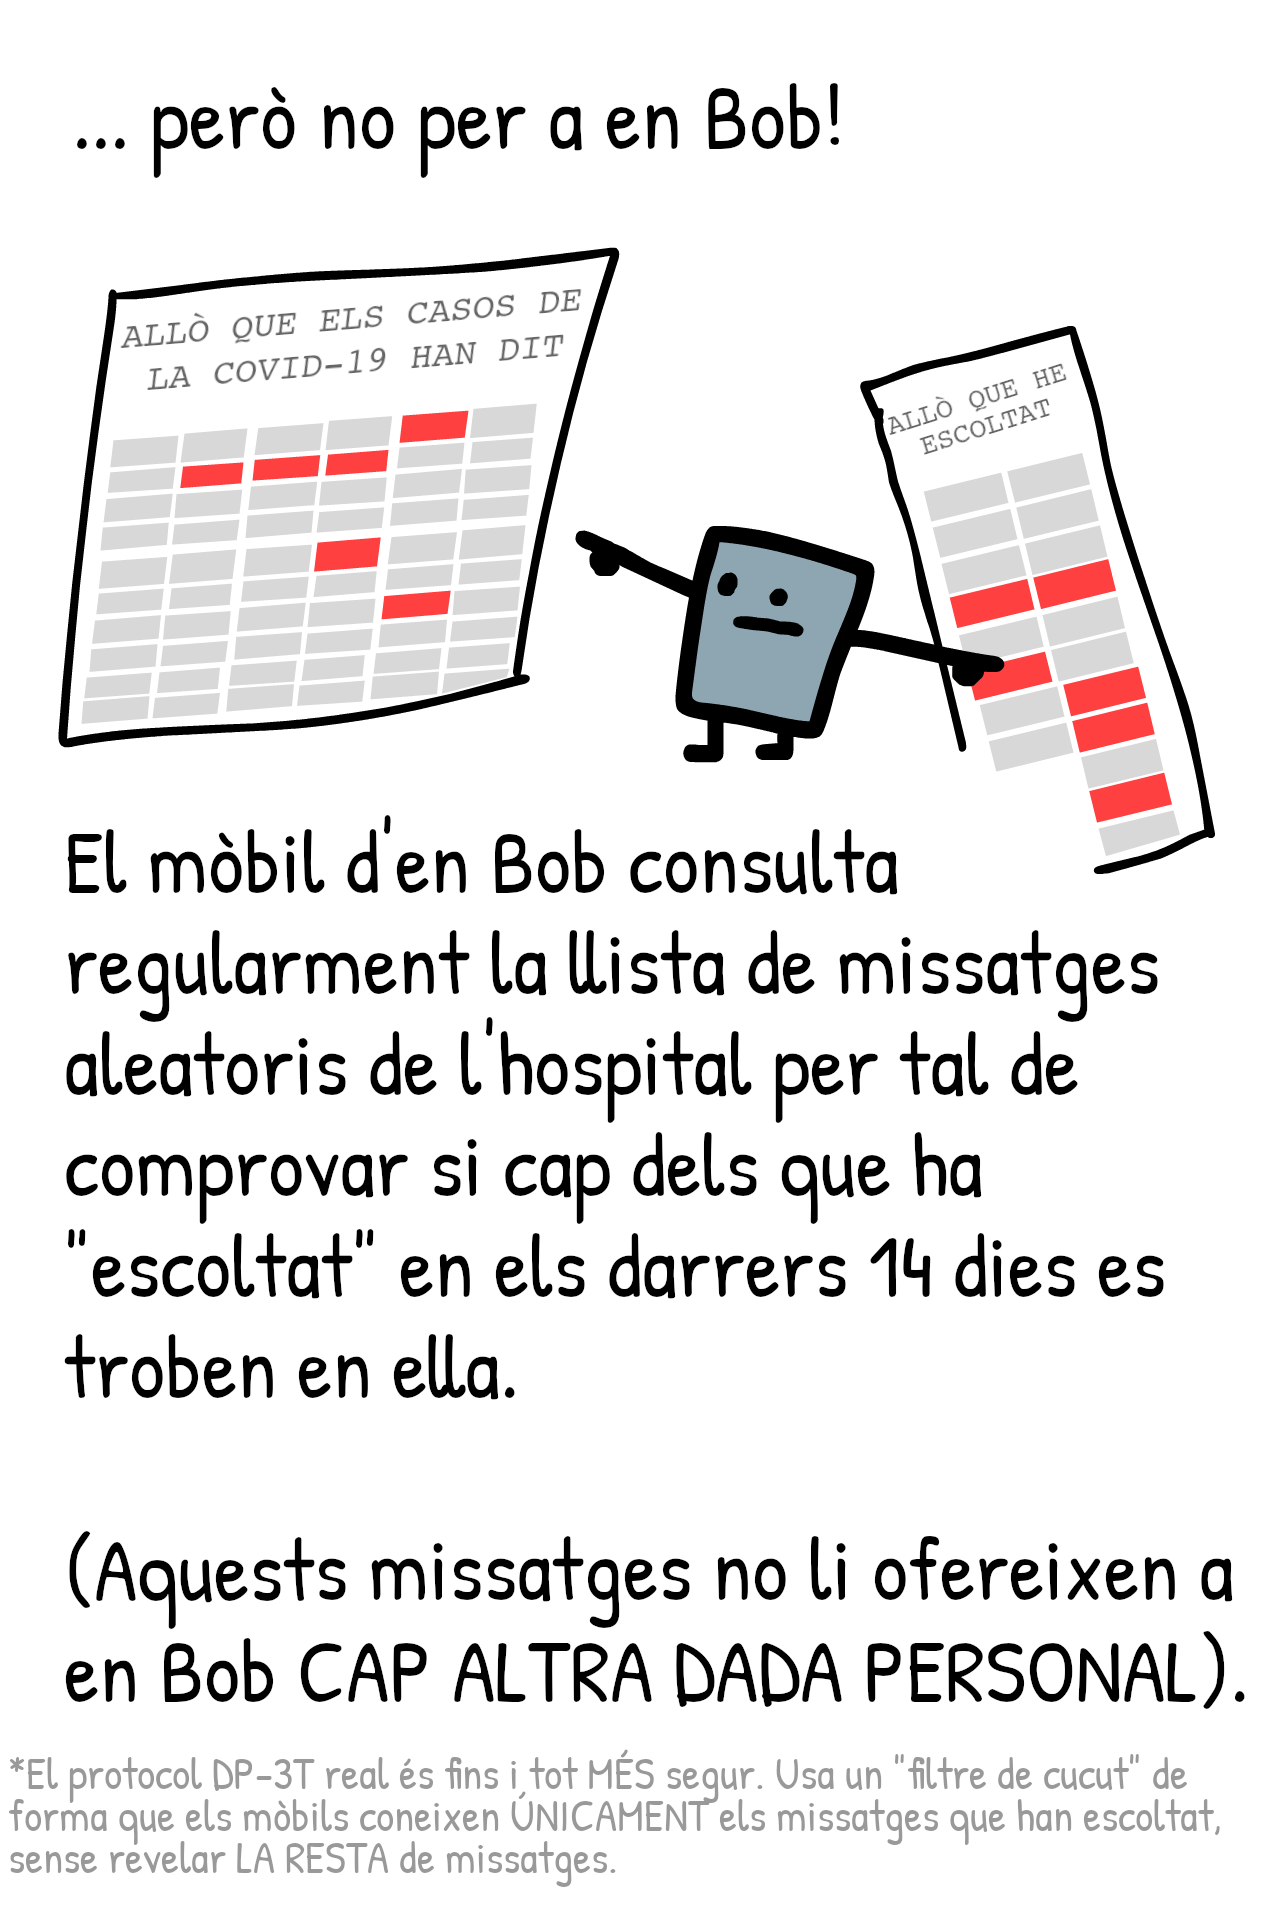 ... però no per a en Bob!
ALLÒ QUE ELS CASOS DE
LA COVID-19 HAN DIT
ALLÒ QUE HE
ESCOLTAT
El mòbil d'en Bob consulta
regularment la llista de missatges
aleatoris de l'hospital per tal de
comprovar si cap dels que ha
"escoltat" en els darrers 14 dies es
troben en ella.
(Aquests missatges no li ofereixen a
en Bob CAP ALTRA DADA PERSONAL).
*El protocol DP-3T real és fins i tot MÉS segur. Usa un "filtre de cucut" de
forma que els mòbils coneixen ÚNICAMENT els missatges que han escoltat,
sense revelar LA RESTA de missatges.